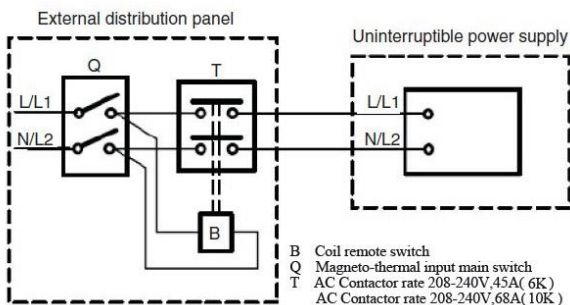 External distribution panel
Uninterruptible power supply
Q
T
L/L1
L/L1
N/L2
N/L2
B
B Coil remote switch
Q Magneto-thermal input main switch
T AC Contactor rate 208-240V,45A( 6K)
AC Contactor rate 208-240V,68A( 10K)